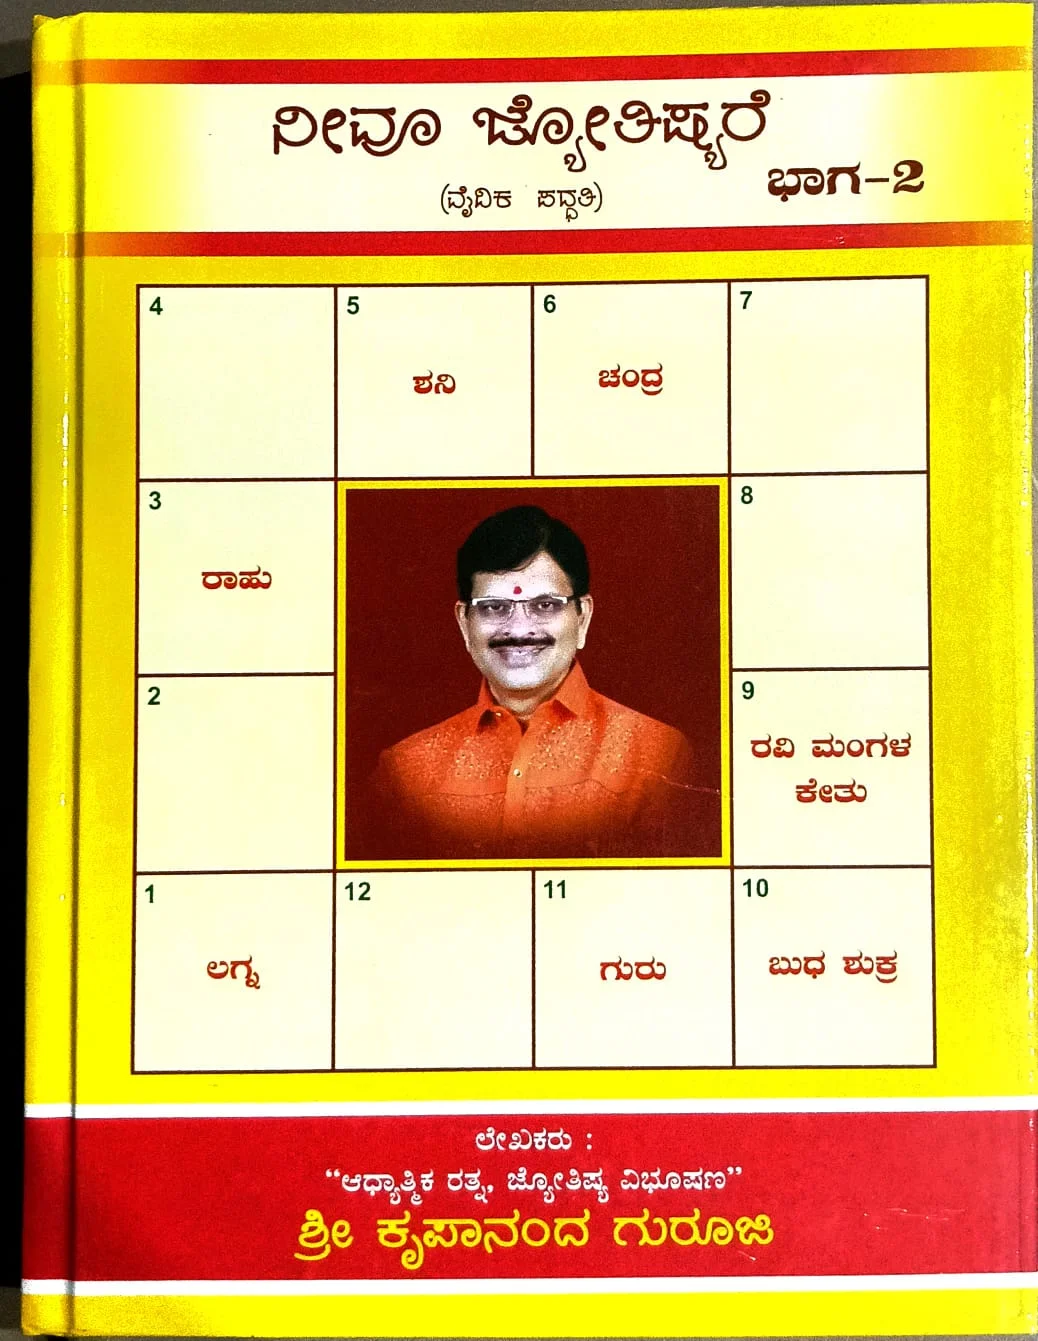 ನೀವೂ ಜ್ಯೋತಿಷ್ಯರೆ
ಭಾಗ-2
(ವೈದಿಕ ಪದ್ಧತಿ)
4
5
6
7
ಶನಿ
ಚಂದ್ರ
3
8
ರಾಹು
2
9
ರವಿ ಮಂಗಳ
ಕೇತು
1
12
11
10
ಲಗ್ನ
ಗುರು
ಬುಧ ಶುಕ್ರ
ಲೇಖಕರು :
“ಆಧ್ಯಾತ್ಮಿಕ ರತ್ನ, ಜ್ಯೋತಿಷ್ಯ ವಿಭೂಷಣ”
ಶ್ರೀ ಕೃಪಾನಂದ ಗುರೂಜಿ